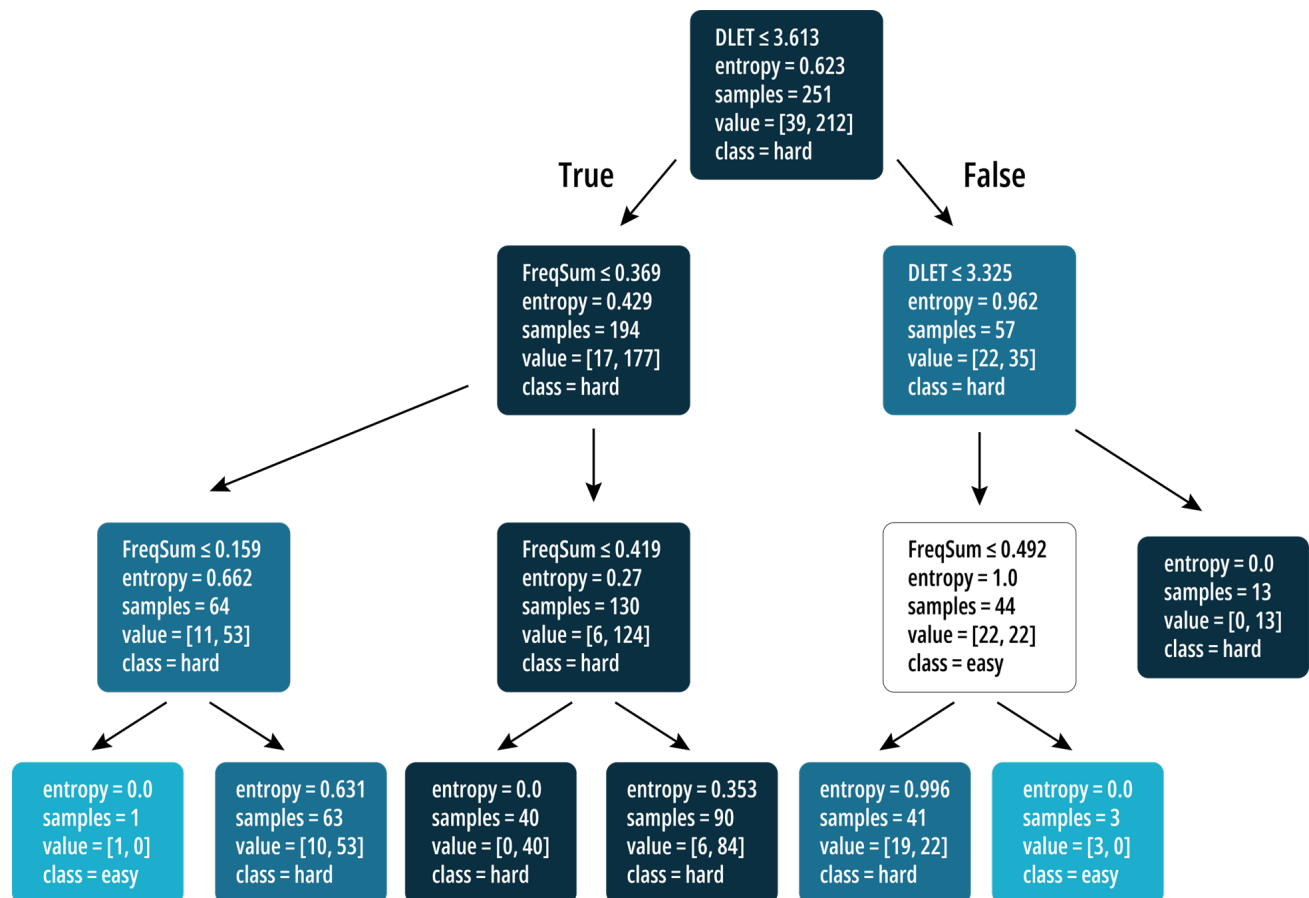 DLET ≤ 3.613
entropy = 0.623
samples = 251
value = [39, 212]
class = hard
True
False
FreqSum ≤ 0.369
entropy = 0.429
samples = 194
value = [17, 177]
class = hard
DLET ≤ 3.325
entropy = 0.962
samples = 57
value = [22, 35]
class = hard
FreqSum ≤ 0.159
entropy = 0.662
samples = 64
value = [11, 53]
class = hard
FreqSum ≤ 0.419
entropy = 0.27
samples = 130
value = [6, 124]
class = hard
FreqSum ≤ 0.492
entropy = 1.0
samples = 44
value = [22, 22]
class = easy
entropy = 0.0
samples = 13
value = [0, 13]
class = hard
entropy = 0.0
samples = 1
value = [1, 0]
class = easy
entropy = 0.631
samples = 63
value = [10, 53]
class = hard
entropy = 0.0
samples = 40
value = [0, 40]
class = hard
entropy = 0.353
samples = 90
value = [6, 84]
class = hard
entropy = 0.996
samples = 41
value = [19, 22]
class = hard
entropy = 0.0
samples = 3
value = [3, 0]
class = easy